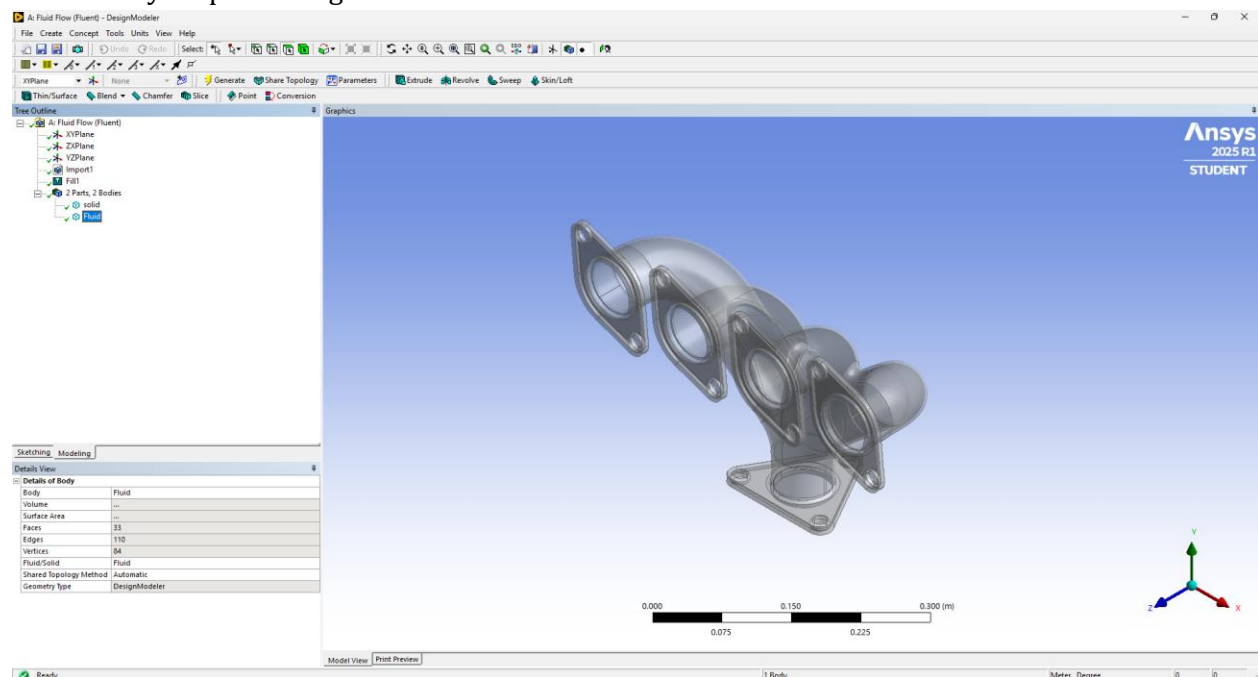 A: Fluid Flow (Fluent) - DesignModeler
File Create Concept Tools Units View Help
Undo Redo Select:
XYPlane None Generate Share Topology Parameters Extrude Revolve Sweep Skin/Loft
Thin/Surface Blend Chamfer Slice Point Conversion
Tree Outline
A: Fluid Flow (Fluent)
XYPlane
ZXPlane
YZPlane
Import1
Fill1
2 Parts, 2 Bodies
solid
Fluid
Sketching Modeling
Details View
Details of Body
Body Fluid
Volume ...
Surface Area ...
Faces 33
Edges 110
Vertices 84
Fluid/Solid Fluid
Shared Topology Method Automatic
Geometry Type DesignModeler
Graphics
Ansys
2025 R1
STUDENT
Y
Z X
0.000 0.150 0.300 (m)
0.075 0.225
Model View Print Preview
Ready 1 Body Meter Degree 0 0